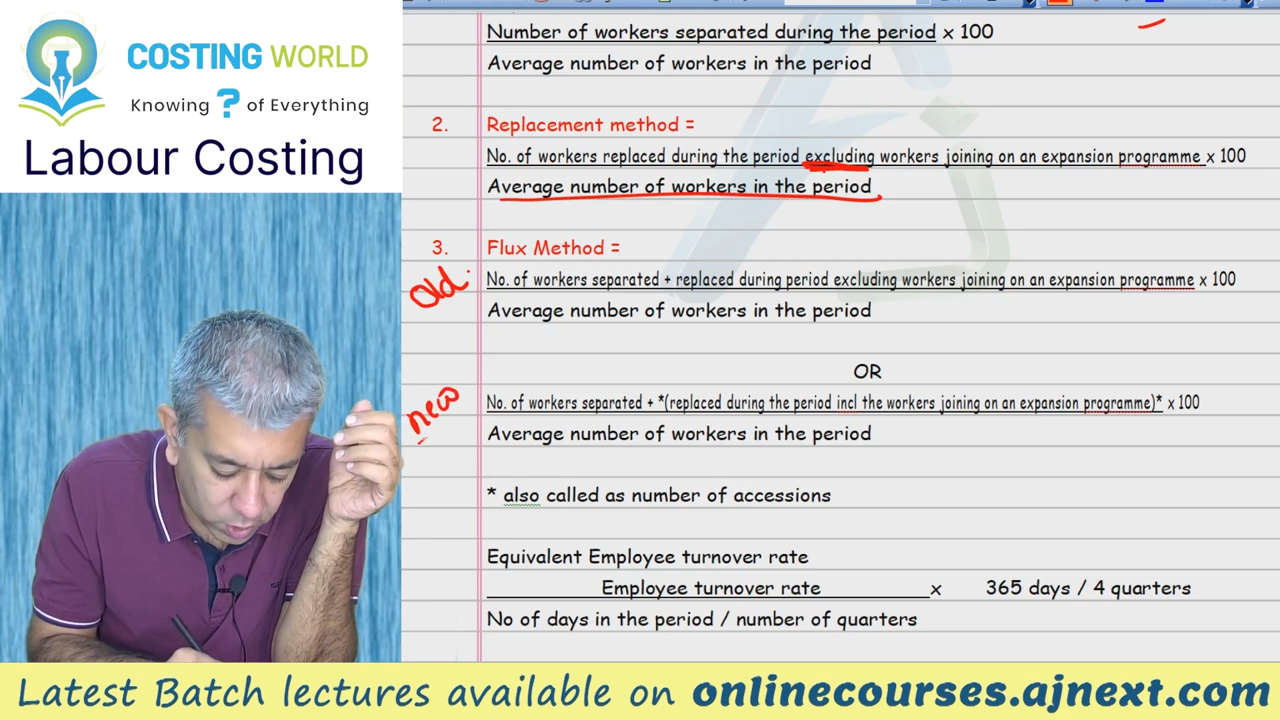 COSTING WORLD
Knowing ? of Everything
Labour Costing
Number of workers separated during the period x 100
Average number of workers in the period
2. Replacement method =
No. of workers replaced during the period excluding workers joining on an expansion programme x 100
Average number of workers in the period
3. Flux Method =
Old.
No. of workers separated + replaced during period excluding workers joining on an expansion programme x 100
Average number of workers in the period
OR
new
No. of workers separated + *(replaced during the period incl the workers joining on an expansion programme)* x 100
Average number of workers in the period
* also called as number of accessions
Equivalent Employee turnover rate
Employee turnover rate x 365 days / 4 quarters
No of days in the period / number of quarters
Latest Batch lectures available on onlinecourses.ajnext.com